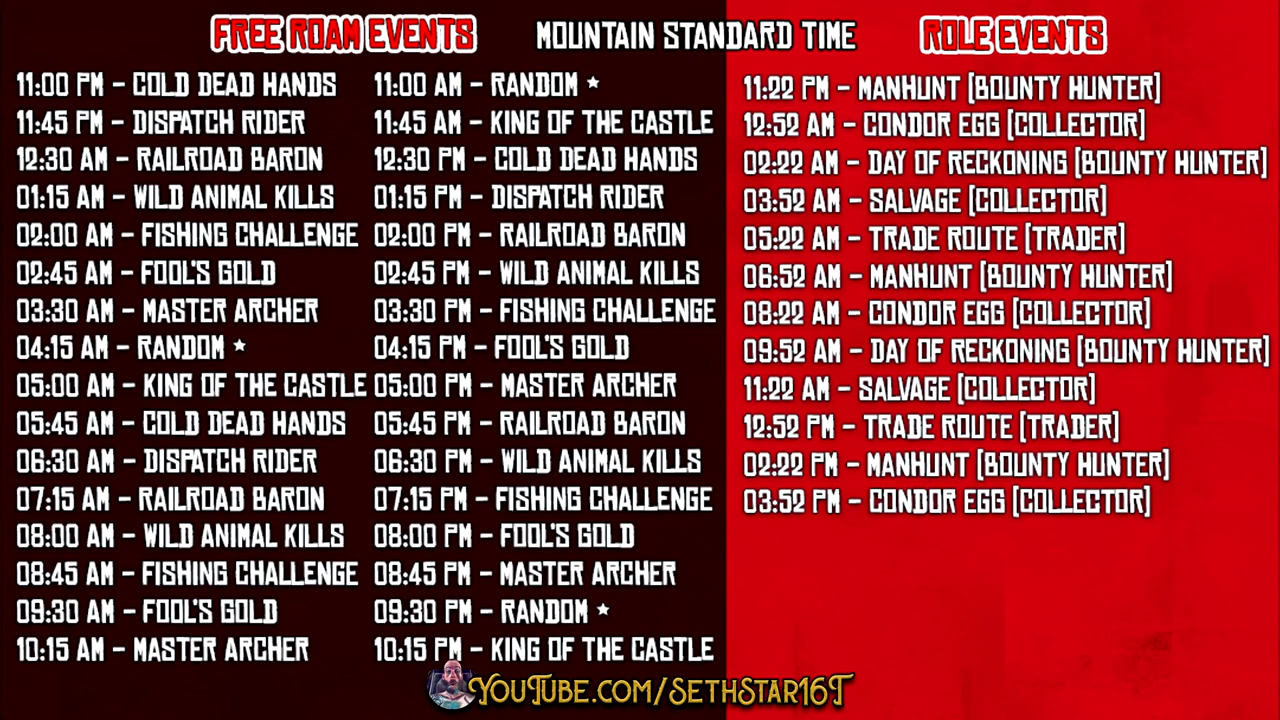 FREE ROAM EVENTS
MOUNTAIN STANDARD TIME
ROLE EVENTS
11:00 PM – COLD DEAD HANDS
11:45 PM – DISPATCH RIDER
12:30 AM – RAILROAD BARON
01:15 AM – WILD ANIMAL KILLS
02:00 AM – FISHING CHALLENGE
02:45 AM – FOOL'S GOLD
03:30 AM – MASTER ARCHER
04:15 AM – RANDOM ★
05:00 AM – KING OF THE CASTLE
05:45 AM – COLD DEAD HANDS
06:30 AM – DISPATCH RIDER
07:15 AM – RAILROAD BARON
08:00 AM – WILD ANIMAL KILLS
08:45 AM – FISHING CHALLENGE
09:30 AM – FOOL'S GOLD
10:15 AM – MASTER ARCHER
11:00 AM – RANDOM ★
11:45 AM – KING OF THE CASTLE
12:30 PM – COLD DEAD HANDS
01:15 PM – DISPATCH RIDER
02:00 PM – RAILROAD BARON
02:45 PM – WILD ANIMAL KILLS
03:30 PM – FISHING CHALLENGE
04:15 PM – FOOL'S GOLD
05:00 PM – MASTER ARCHER
05:45 PM – RAILROAD BARON
06:30 PM – WILD ANIMAL KILLS
07:15 PM – FISHING CHALLENGE
08:00 PM – FOOL'S GOLD
08:45 PM – MASTER ARCHER
09:30 PM – RANDOM ★
10:15 PM – KING OF THE CASTLE
11:22 PM – MANHUNT [BOUNTY HUNTER]
12:52 AM – CONDOR EGG [COLLECTOR]
02:22 AM – DAY OF RECKONING [BOUNTY HUNTER]
03:52 AM – SALVAGE [COLLECTOR]
05:22 AM – TRADE ROUTE [TRADER]
06:52 AM – MANHUNT [BOUNTY HUNTER]
08:22 AM – CONDOR EGG [COLLECTOR]
09:52 AM – DAY OF RECKONING [BOUNTY HUNTER]
11:22 AM – SALVAGE [COLLECTOR]
12:52 PM – TRADE ROUTE [TRADER]
02:22 PM – MANHUNT [BOUNTY HUNTER]
03:52 PM – CONDOR EGG [COLLECTOR]
YOUTUBE.COM/SETHSTAR16T